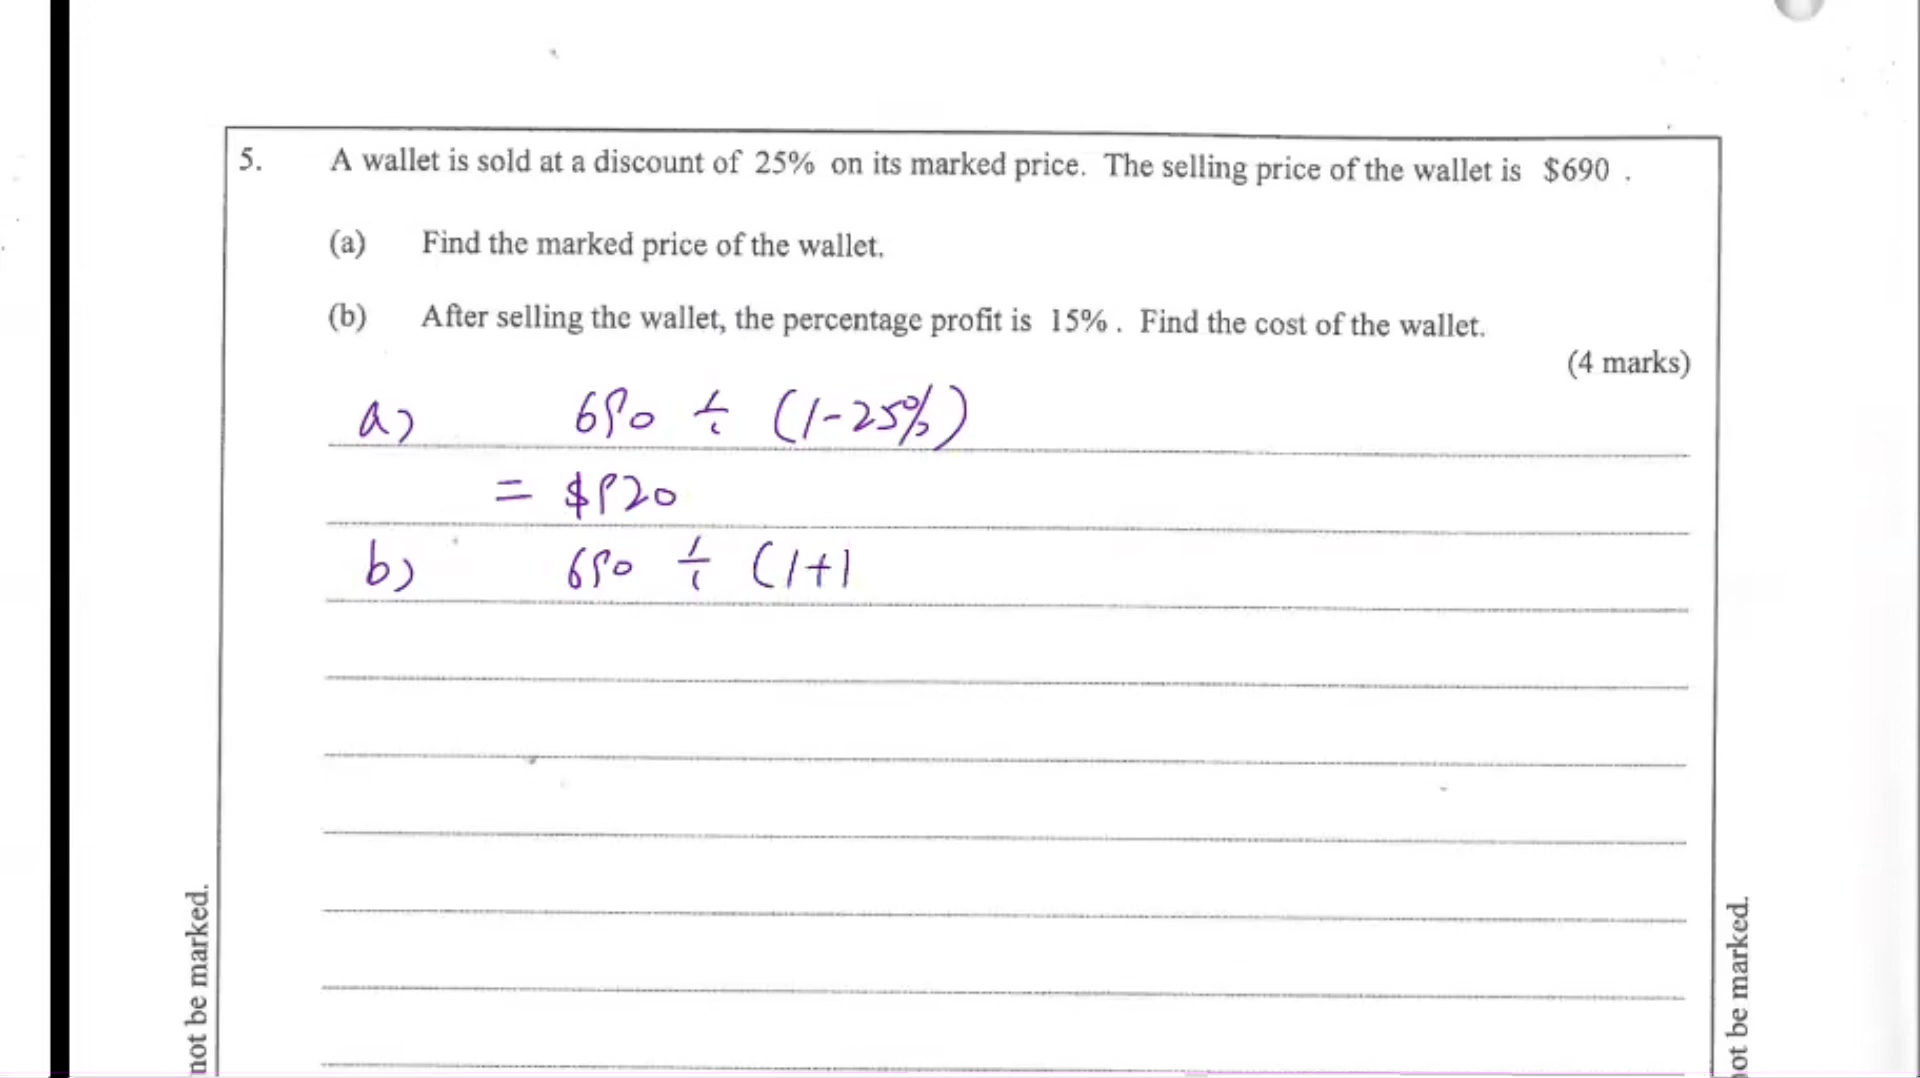 5. A wallet is sold at a discount of 25% on its marked price. The selling price of the wallet is $690 .
(a) Find the marked price of the wallet.
(b) After selling the wallet, the percentage profit is 15% . Find the cost of the wallet.
(4 marks)
a) 690 ÷ (1-25%)
= $920
b) 690 ÷ (1+1
not be marked.
not be marked.